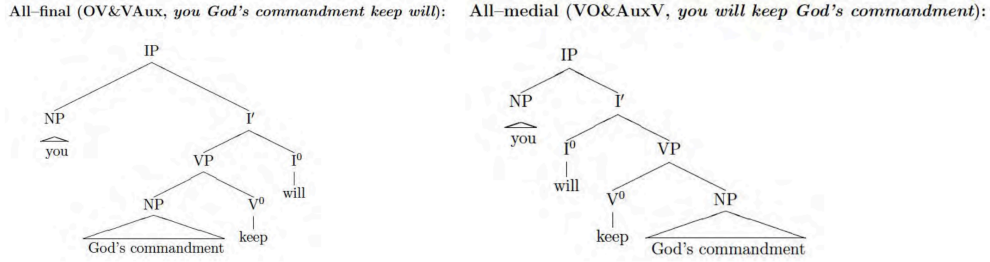 All–final (OV&VAux, you God's commandment keep will):
IP
NP I′
you
VP I⁰
will
NP V⁰
God's commandment keep
All–medial (VO&AuxV, you will keep God's commandment):
IP
NP I′
you I⁰ VP
will
V⁰ NP
keep God's commandment